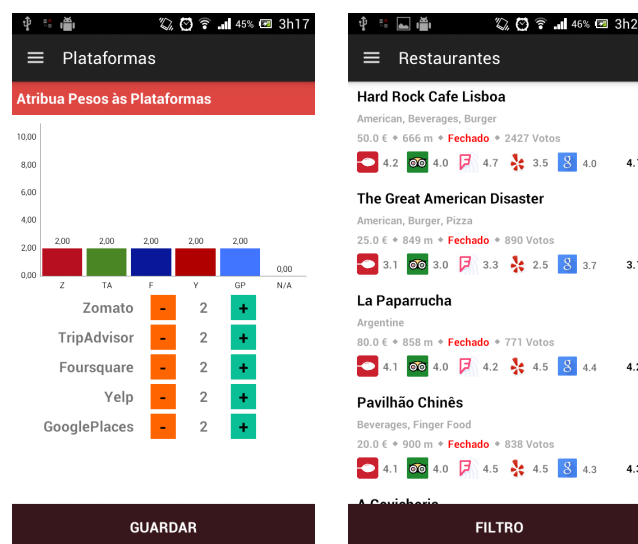 45% 3h17
Plataformas
Atribua Pesos às Plataformas
10,00
8,00
6,00
4,00
2,00
0,00
2,00 2,00 2,00 2,00 2,00 0,00
Z TA F Y GP N/A
Zomato - 2 +
TripAdvisor - 2 +
Foursquare - 2 +
Yelp - 2 +
GooglePlaces - 2 +
GUARDAR
46% 3h2
Restaurantes
Hard Rock Cafe Lisboa
American, Beverages, Burger
50.0 € ◆ 666 m ◆ Fechado ◆ 2427 Votos
4.2 4.0 4.7 3.5 8 4.0
The Great American Disaster
American, Burger, Pizza
25.0 € ◆ 849 m ◆ Fechado ◆ 890 Votos
3.1 3.0 3.3 2.5 8 3.7
La Paparrucha
Argentine
80.0 € ◆ 858 m ◆ Fechado ◆ 771 Votos
4.1 4.0 4.2 4.5 8 4.4
Pavilhão Chinês
Beverages, Finger Food
20.0 € ◆ 900 m ◆ Fechado ◆ 838 Votos
4.1 4.0 4.5 4.5 8 4.3
FILTRO